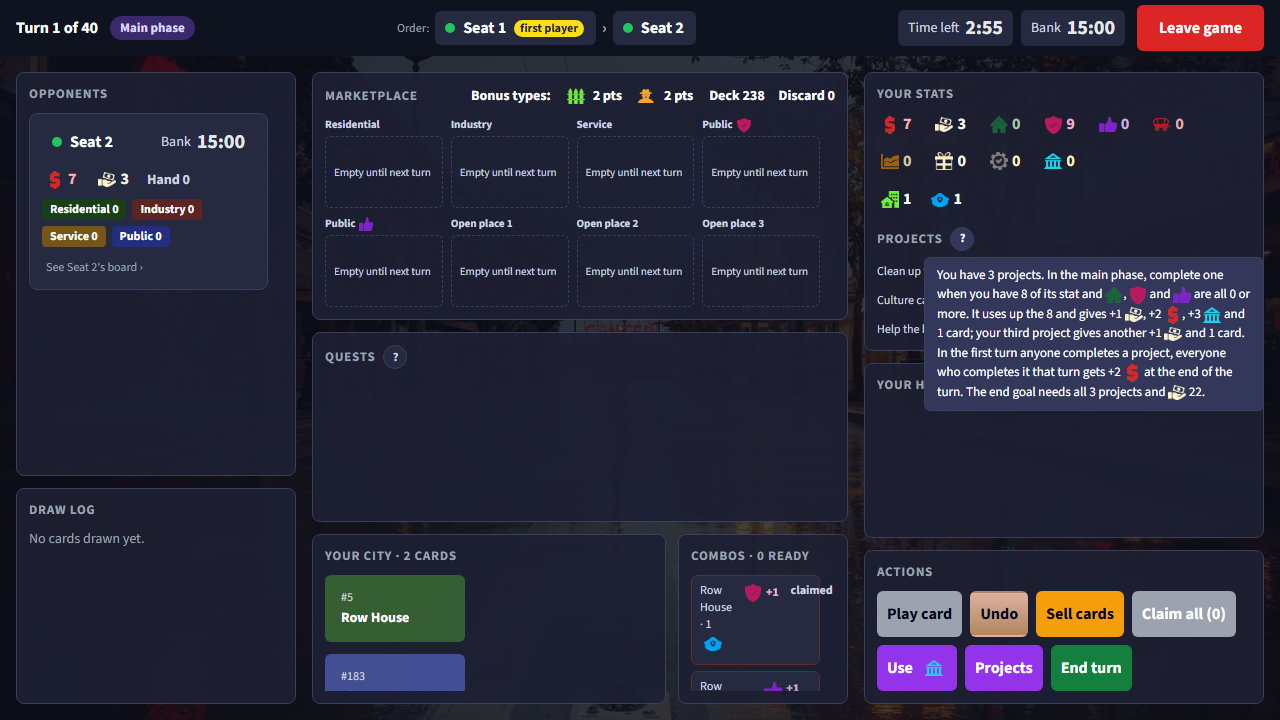 Turn 1 of 40
Main phase
Order:
Seat 1
first player
›
Seat 2
Time left 2:55
Bank 15:00
Leave game
OPPONENTS
Seat 2
Bank 15:00
7
3
Hand 0
Residential 0
Industry 0
Service 0
Public 0
See Seat 2's board ›
DRAW LOG
No cards drawn yet.
MARKETPLACE
Bonus types:
2 pts
2 pts
Deck 238
Discard 0
Residential
Industry
Service
Public
Empty until next turn
Empty until next turn
Empty until next turn
Empty until next turn
Public
Open place 1
Open place 2
Open place 3
Empty until next turn
Empty until next turn
Empty until next turn
Empty until next turn
QUESTS
?
YOUR CITY · 2 CARDS
#5
Row House
#183
COMBOS · 0 READY
Row
House
· 1
+1
claimed
Row
+1
YOUR STATS
7
3
0
9
0
0
0
0
0
0
1
1
PROJECTS
?
Clean up
Culture ca
Help the
You have 3 projects. In the main phase, complete one
when you have 8 of its stat and , and are all 0 or
more. It uses up the 8 and gives +1 , +2 , +3 and
1 card; your third project gives another +1 and 1 card.
In the first turn anyone completes a project, everyone
who completes it that turn gets +2 at the end of the
turn. The end goal needs all 3 projects and 22.
YOUR H
ACTIONS
Play card
Undo
Sell cards
Claim all (0)
Use
Projects
End turn